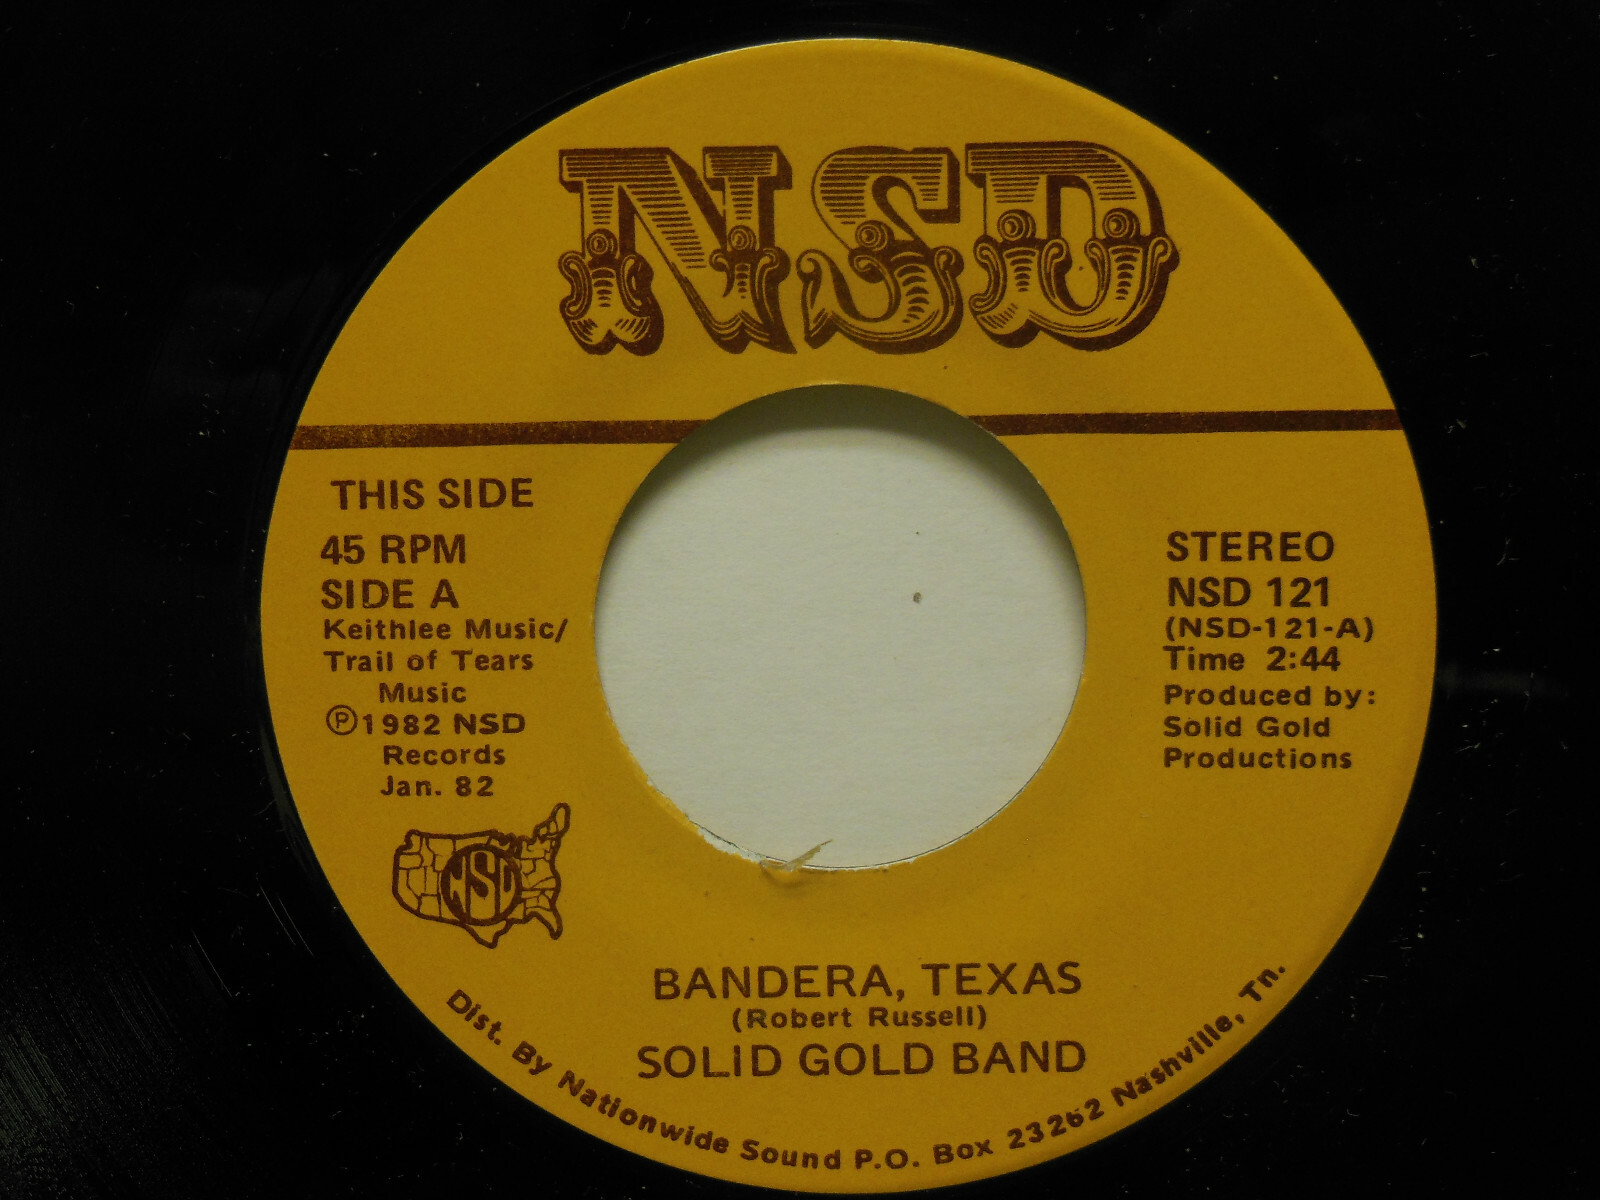 NSD
THIS SIDE
45 RPM
SIDE A
Keithlee Music/
Trail of Tears
Music
Ⓟ1982 NSD
Records
Jan. 82
NSD
STEREO
NSD 121
(NSD-121-A)
Time 2:44
Produced by:
Solid Gold
Productions
BANDERA, TEXAS
(Robert Russell)
SOLID GOLD BAND
Dist. By Nationwide Sound P.O. Box 23262 Nashville, Tn.